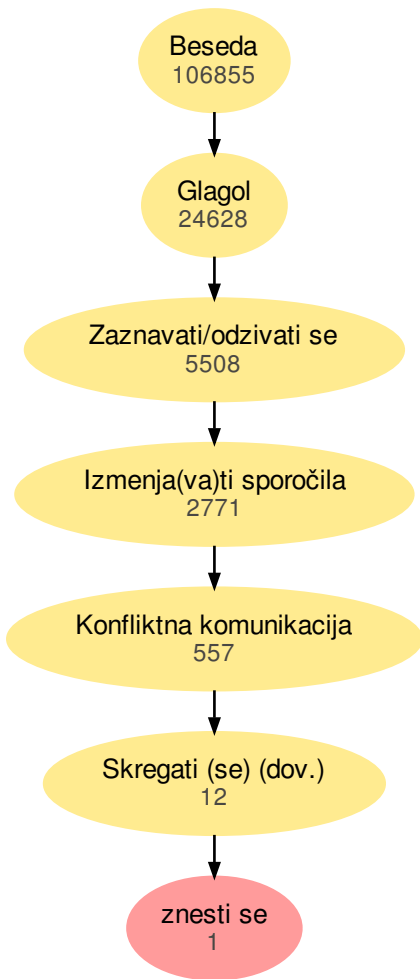 Beseda
106855
Glagol
24628
Zaznavati/odzivati se
5508
Izmenja(va)ti sporočila
2771
Konfliktna komunikacija
557
Skregati (se) (dov.)
12
znesti se
1